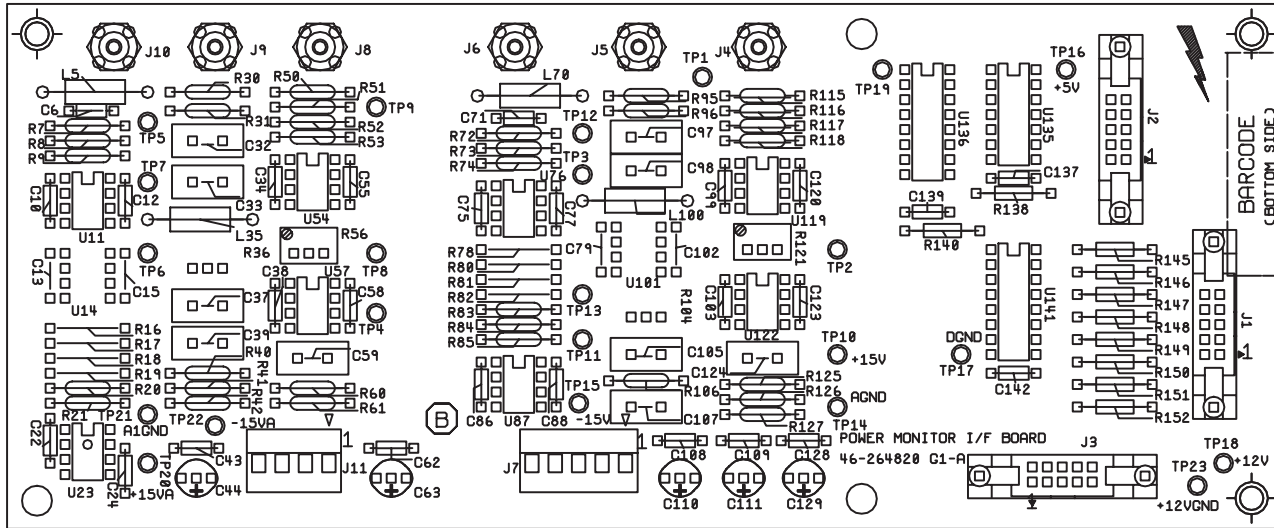 J10
J9
J8
J6
J5
J4
L5
R30
R50
R51
TP9
L70
TP1
TP16
+5V
TP19
C6
R7
R8
R9
TP5
R31
C32
R52
R53
C71
R72
R73
R74
TP12
R95
R96
C97
R115
R116
R117
R118
U136
U135
J2
1
BARCODE
(BOTTOM SIDE)
TP7
C33
C34
C55
TP3
U76
C98
C99
C120
C137
R138
C139
R140
C10
C12
U11
L35
U54
C75
C77
L100
U119
R36
R56
C13
C15
U14
TP6
C38
U57
C58
TP8
R78
R80
R81
R82
R83
R84
R85
C79
C102
U101
R121
TP2
U141
R145
R146
R147
R148
R149
R150
R151
R152
J1
1
C37
TP4
TP13
R104
C103
C123
U122
R16
R17
R18
R19
R20
C39
R40
R41
R42
C59
TP11
C105
C124
TP10
+15V
DGND
TP17
C142
R21
TP21
A1GND
TP22
-15VA
R60
R61
B
C86
U87
C88
TP15
-15V
R106
C107
R125
R126
R127
AGND
TP14
C22
U23
C24
TP20
+15VA
C43
C44
1
J11
C62
C63
J7
1
C108
C109
C128
C110
C111
C129
POWER MONITOR I/F BOARD
46-264820 G1-A
J3
1
TP18
+12V
TP23
+12VGND